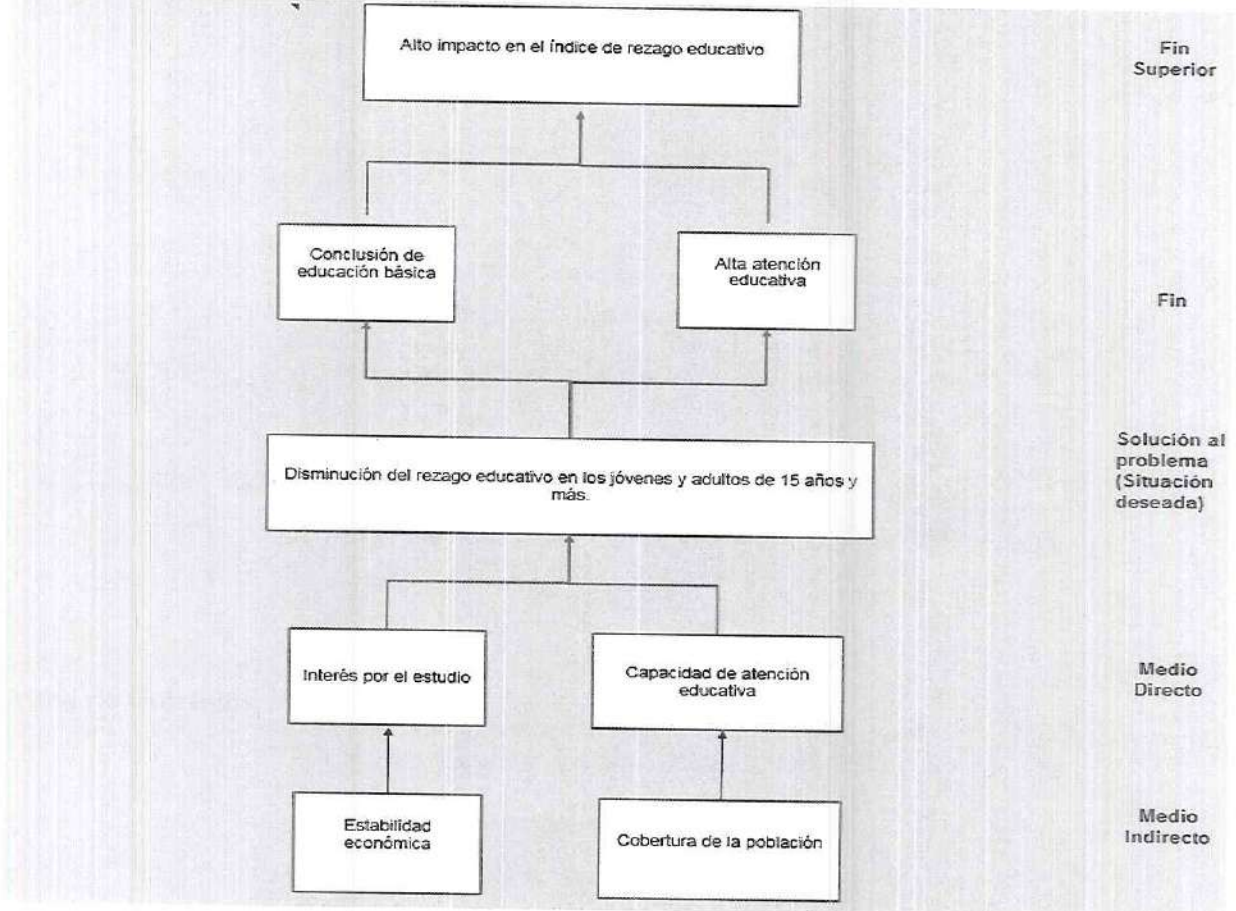 Alto impacto en el índice de rezago educativo
Fin
Superior
Conclusión de
educación básica
Alta atención
educativa
Fin
Disminución del rezago educativo en los jóvenes y adultos de 15 años y
más.
Solución al
problema
(Situación
deseada)
Interés por el estudio
Capacidad de atención
educativa
Medio
Directo
Estabilidad
económica
Cobertura de la población
Medio
Indirecto